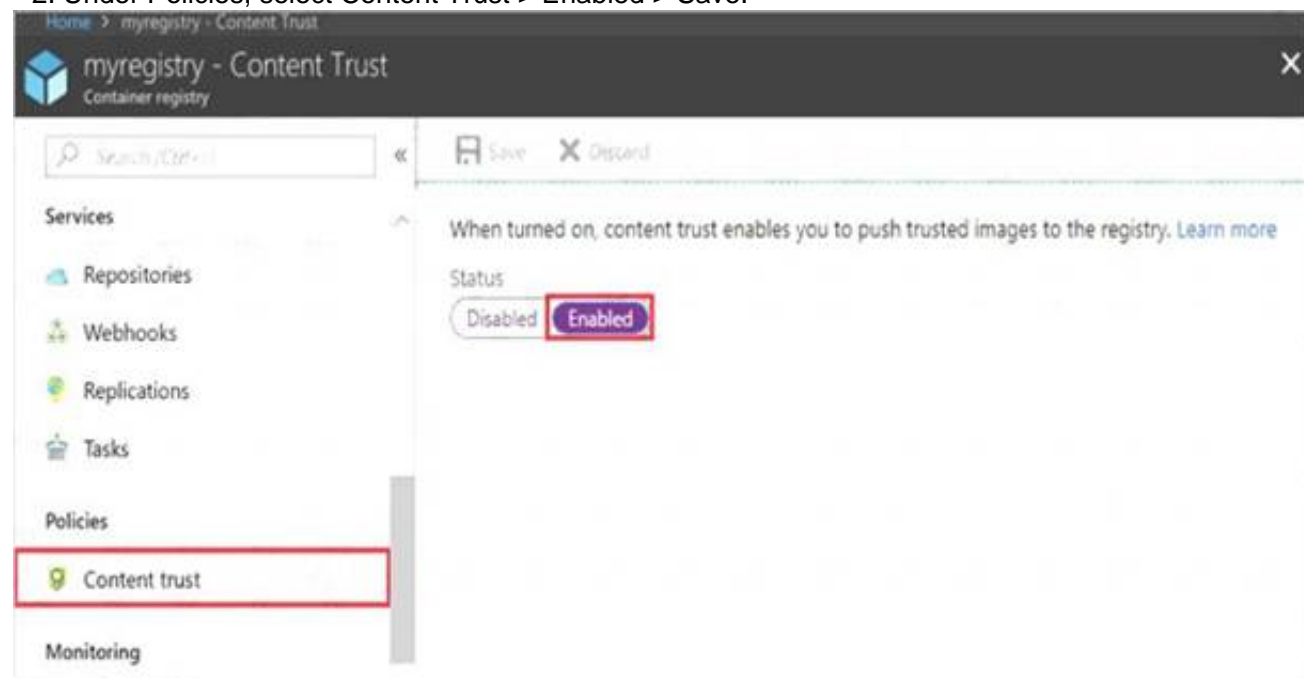 2. Under Policies, select Content Trust > Enabled > Save.
Home > myregistry - Content Trust
myregistry - Content Trust
Container registry
Search (Ctrl+/)
Save
Discard
Services
Repositories
Webhooks
Replications
Tasks
Policies
Content trust
Monitoring
When turned on, content trust enables you to push trusted images to the registry. Learn more
Status
Disabled
Enabled